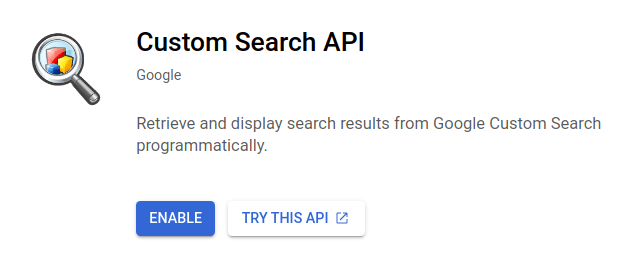 Custom Search API
Google
Retrieve and display search results from Google Custom Search
programmatically.
ENABLE
TRY THIS API